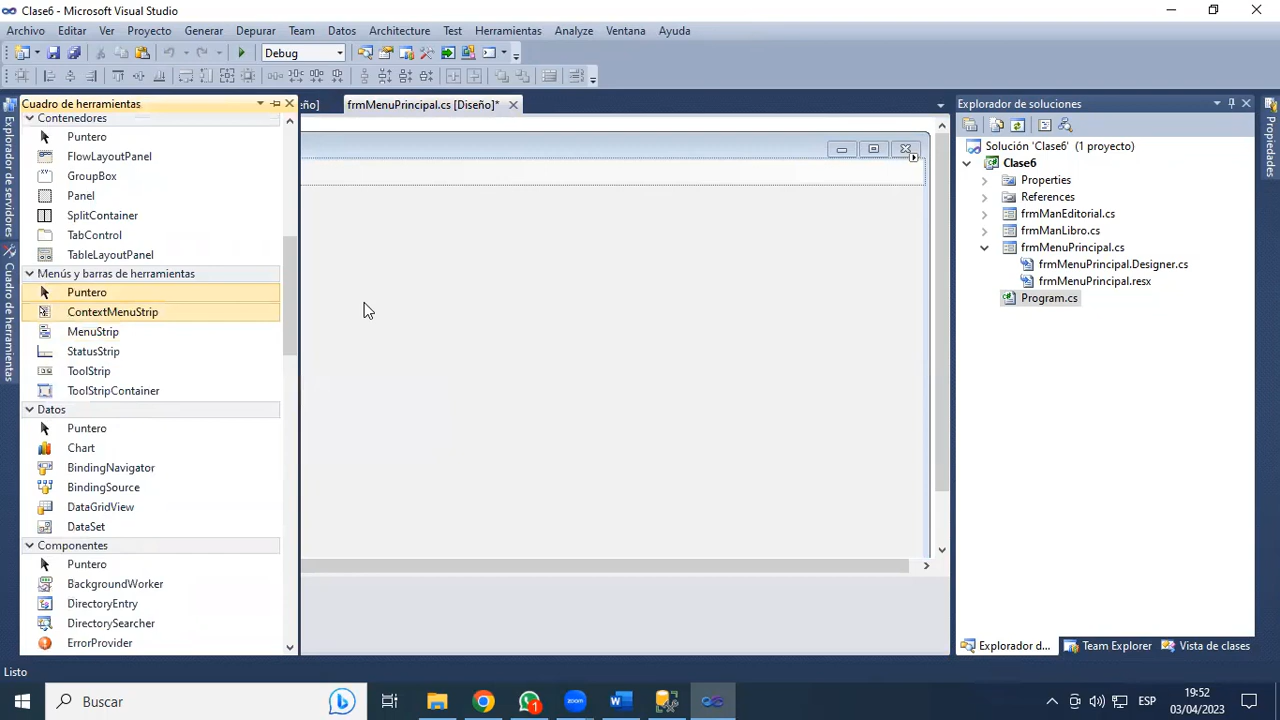 Clase6 - Microsoft Visual Studio
Archivo Editar Ver Proyecto Generar Depurar Team Datos Architecture Test Herramientas Analyze Ventana Ayuda
Debug
Cuadro de herramientas
ño]
frmMenuPrincipal.cs [Diseño]*
Explorador de soluciones
Explorador de servidores
Cuadro de herramientas
Propiedades
Contenedores
Puntero
FlowLayoutPanel
GroupBox
Panel
SplitContainer
TabControl
TableLayoutPanel
Menús y barras de herramientas
Puntero
ContextMenuStrip
MenuStrip
StatusStrip
ToolStrip
ToolStripContainer
Datos
Puntero
Chart
BindingNavigator
BindingSource
DataGridView
DataSet
Componentes
Puntero
BackgroundWorker
DirectoryEntry
DirectorySearcher
ErrorProvider
Solución 'Clase6' (1 proyecto)
Clase6
Properties
References
frmManEditorial.cs
frmManLibro.cs
frmMenuPrincipal.cs
frmMenuPrincipal.Designer.cs
frmMenuPrincipal.resx
Program.cs
Explorador d... Team Explorer Vista de clases
Listo
Buscar
1
zoom
ESP
19:52
03/04/2023